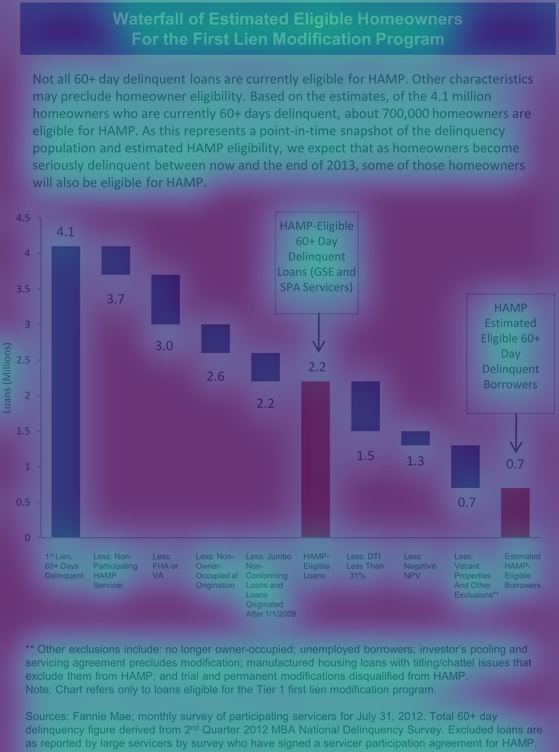 Waterfall of Estimated Eligible Homeowners
For the First Lien Modification Program
Not all 60+ day delinquent loans are currently eligible for HAMP. Other characteristics
may preclude homeowner eligibility. Based on the estimates, of the 4.1 million
homeowners who are currently 60+ days delinquent, about 700,000 homeowners are
eligible for HAMP. As this represents a point-in-time snapshot of the delinquency
population and estimated HAMP eligibility, we expect that as homeowners become
seriously delinquent between now and the end of 2013, some of those homeowners
will also be eligible for HAMP.
Loans (Millions)
4.5
4
3.5
3
2.5
2
1.5
1
0.5
0
4.1
3.7
3.0
2.6
2.2
HAMP-Eligible
60+ Day
Delinquent
Loans (GSE and
SPA Servicers)
2.2
1.5
1.3
0.7
HAMP
Estimated
Eligible 60+
Day
Delinquent
Borrowers
0.7
1st Lien,
60+ Days
Delinquent
Less: Non-
Participating
HAMP
Servicer
Less:
FHA or
VA
Less: Non-
Owner-
Occupied at
Origination
Less: Jumbo
Non-
Conforming
Loans and
Loans
Originated
After 1/1/2009
HAMP-
Eligible
Loans
Less: DTI
Less Than
31%
Less:
Negative
NPV
Less:
Vacant
Properties
And Other
Exclusions**
Estimated
HAMP-
Eligible
Borrowers
** Other exclusions include: no longer owner-occupied; unemployed borrowers; investor's pooling and
servicing agreement precludes modification; manufactured housing loans with titling/chattel issues that
exclude them from HAMP; and trial and permanent modifications disqualified from HAMP.
Note: Chart refers only to loans eligible for the Tier 1 first lien modification program.
Sources: Fannie Mae; monthly survey of participating servicers for July 31, 2012. Total 60+ day
delinquency figure derived from 2nd Quarter 2012 MBA National Delinquency Survey. Excluded loans are
as reported by large servicers by survey who have signed a servicer participation agreement for HAMP.